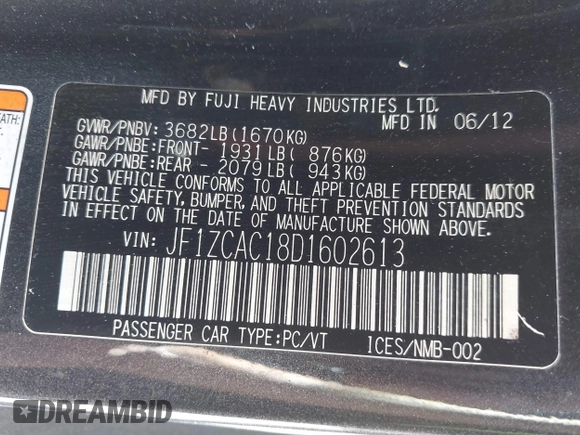 EATH:
MFD BY FUJI HEAVY INDUSTRIES LTD.
MFD IN 06/12
GVWR/PNBV: 3682LB(1670KG)
GAWR/PNBE:FRONT- 1931LB( 876KG)
GAWR/PNBE:REAR - 2079LB( 943KG)
THIS VEHICLE CONFORMS TO ALL APPLICABLE FEDERAL MOTOR
VEHICLE SAFETY, BUMPER, AND THEFT PREVENTION STANDARDS
IN EFFECT ON THE DATE OF MANUFACTURE SHOWN ABOVE.
VIN: JF1ZCAC18D1602613
PASSENGER CAR TYPE:PC/VT ICES/NMB-002
DREAMBID